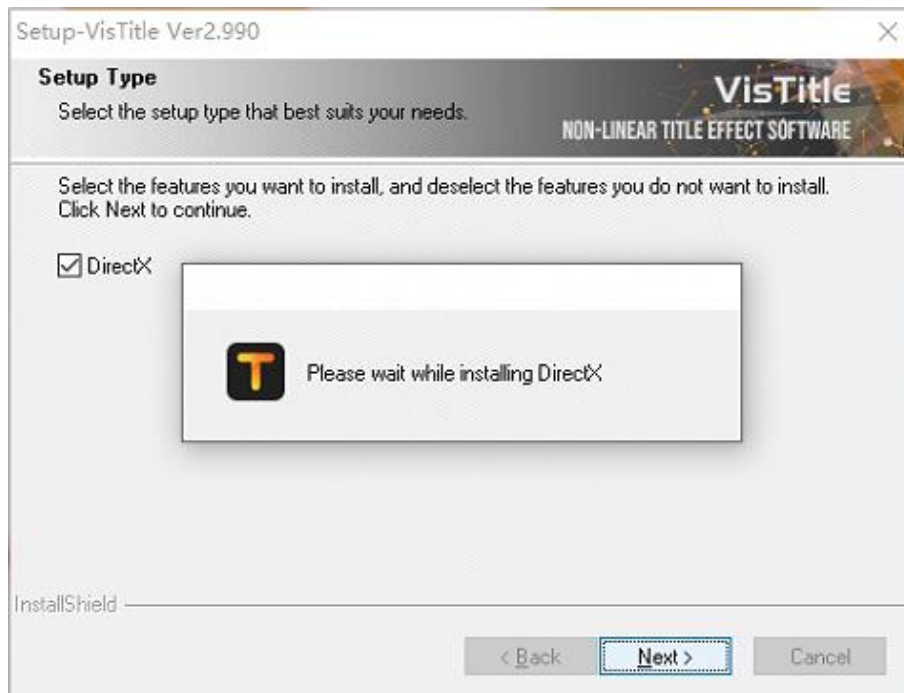 Setup-VisTitle Ver2.990
Setup Type
Select the setup type that best suits your needs.
VisTitle
NON-LINEAR TITLE EFFECT SOFTWARE
Select the features you want to install, and deselect the features you do not want to install.
Click Next to continue.
DirectX
T
Please wait while installing DirectX
InstallShield
< Back
Next >
Cancel